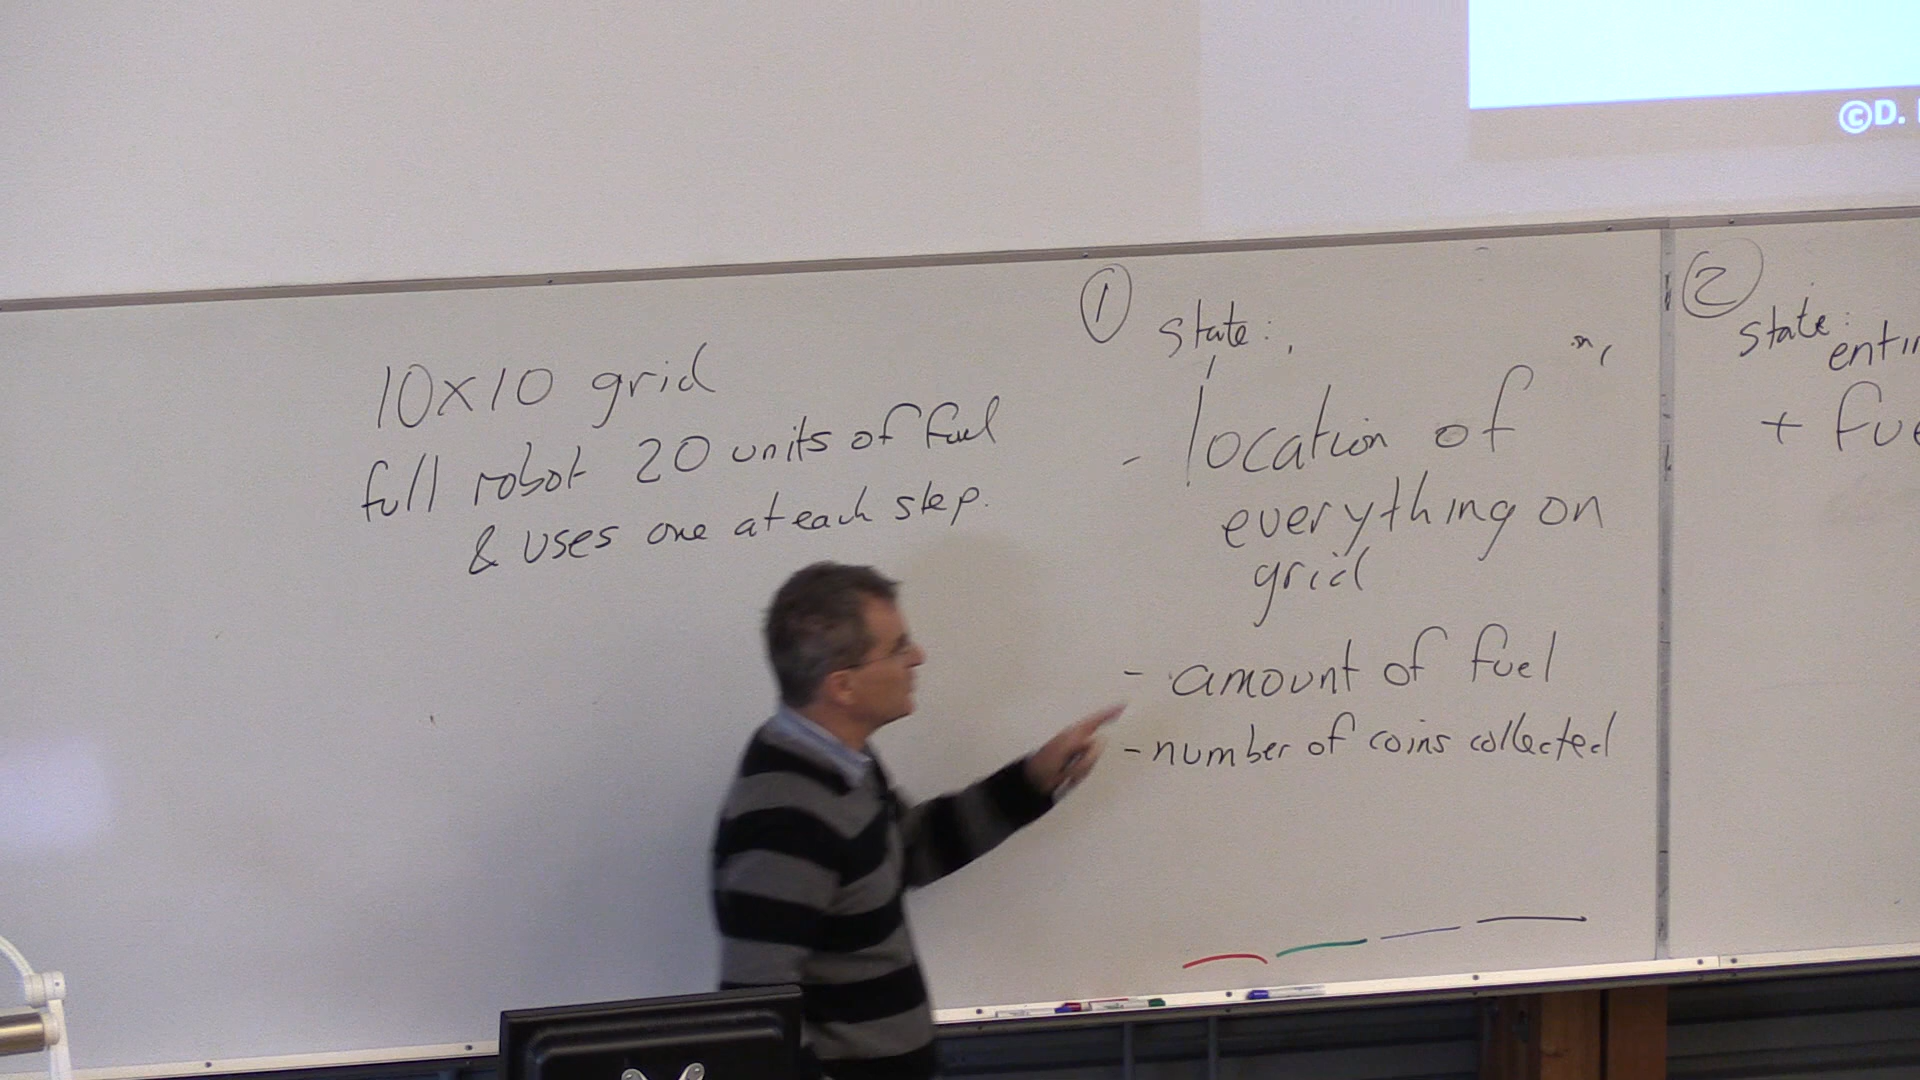 ©D.
10x10 grid
full robot 20 units of fuel
& uses one at each step.
①
state:
- location of
everything on
grid
- amount of fuel
- number of coins collected
②
state:
+